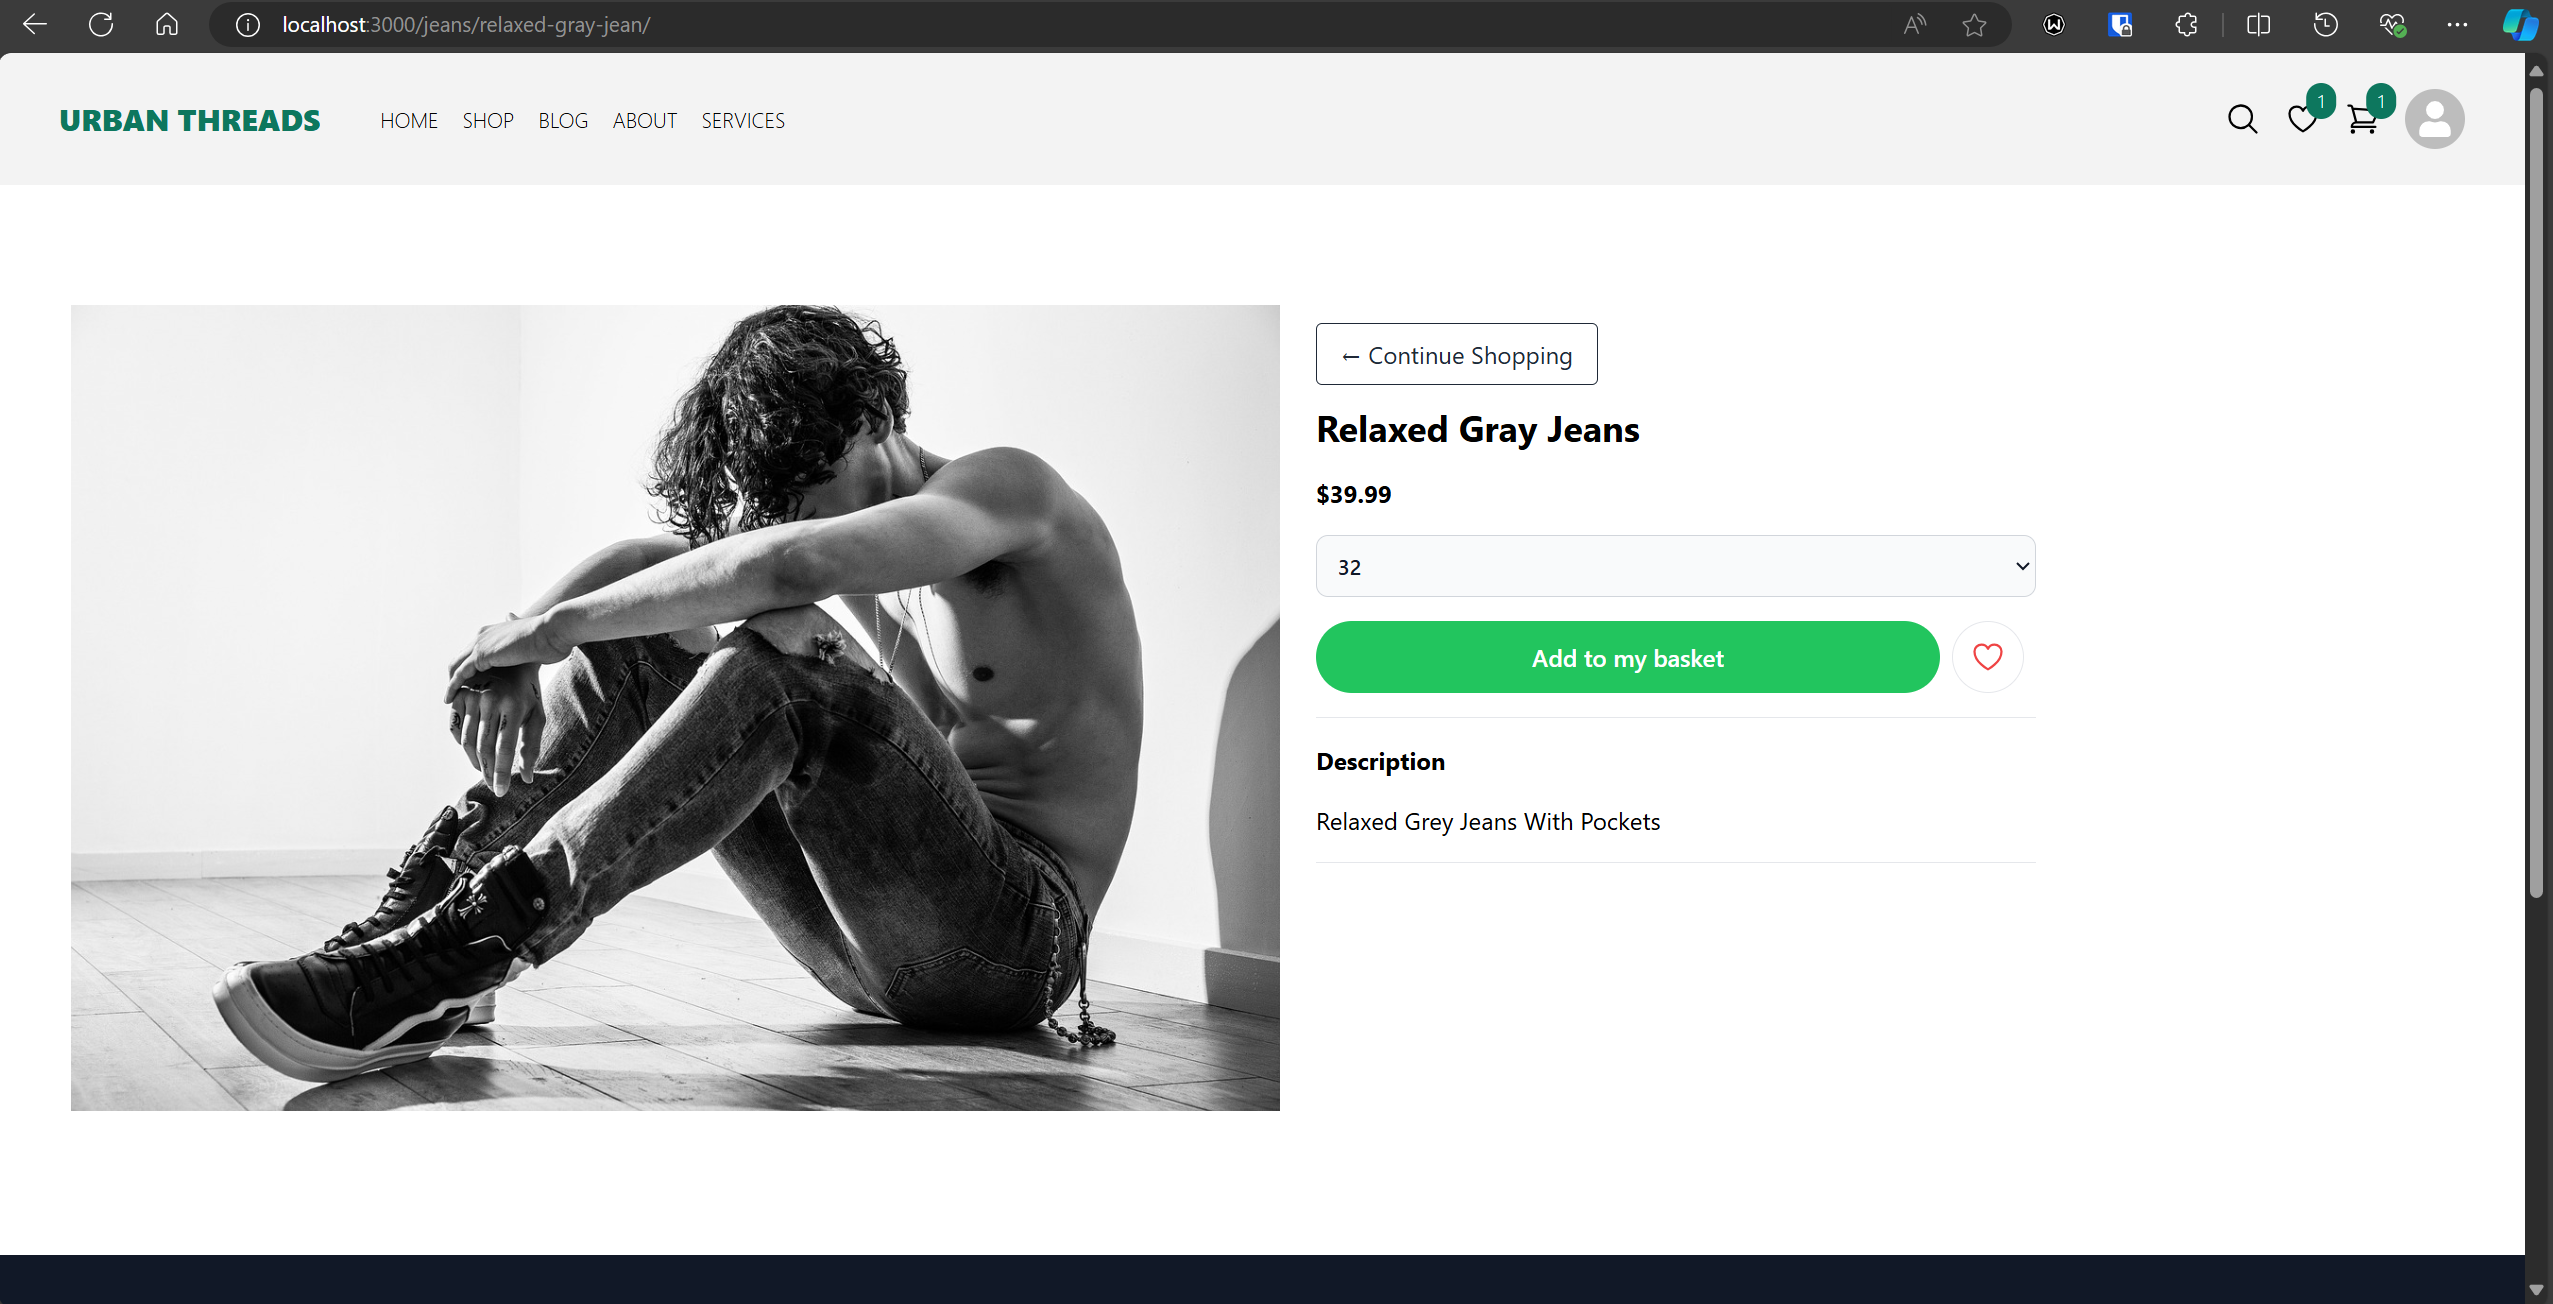 localhost:3000/jeans/relaxed-gray-jean/
URBAN THREADS HOME SHOP BLOG ABOUT SERVICES 1 1
← Continue Shopping
Relaxed Gray Jeans
$39.99
32
Add to my basket
Description
Relaxed Grey Jeans With Pockets